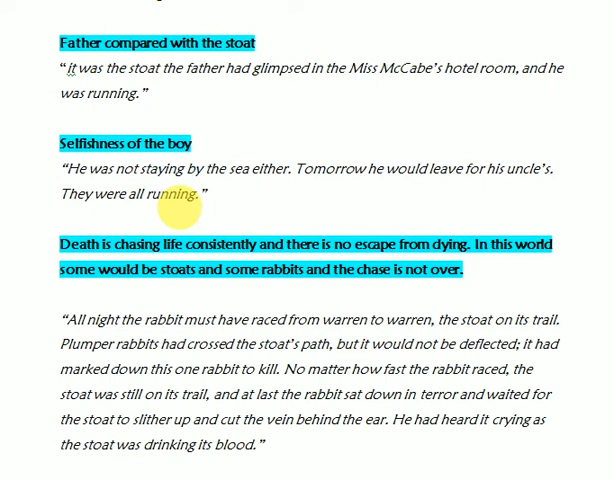 Father compared with the stoat
“it was the stoat the father had glimpsed in the Miss McCabe’s hotel room, and he
was running.”
Selfishness of the boy
“He was not staying by the sea either. Tomorrow he would leave for his uncle’s.
They were all running.”
Death is chasing life consistently and there is no escape from dying. In this world
some would be stoats and some rabbits and the chase is not over.
“All night the rabbit must have raced from warren to warren, the stoat on its trail.
Plumper rabbits had crossed the stoat’s path, but it would not be deflected; it had
marked down this one rabbit to kill. No matter how fast the rabbit raced, the
stoat was still on its trail, and at last the rabbit sat down in terror and waited for
the stoat to slither up and cut the vein behind the ear. He had heard it crying as
the stoat was drinking its blood.”